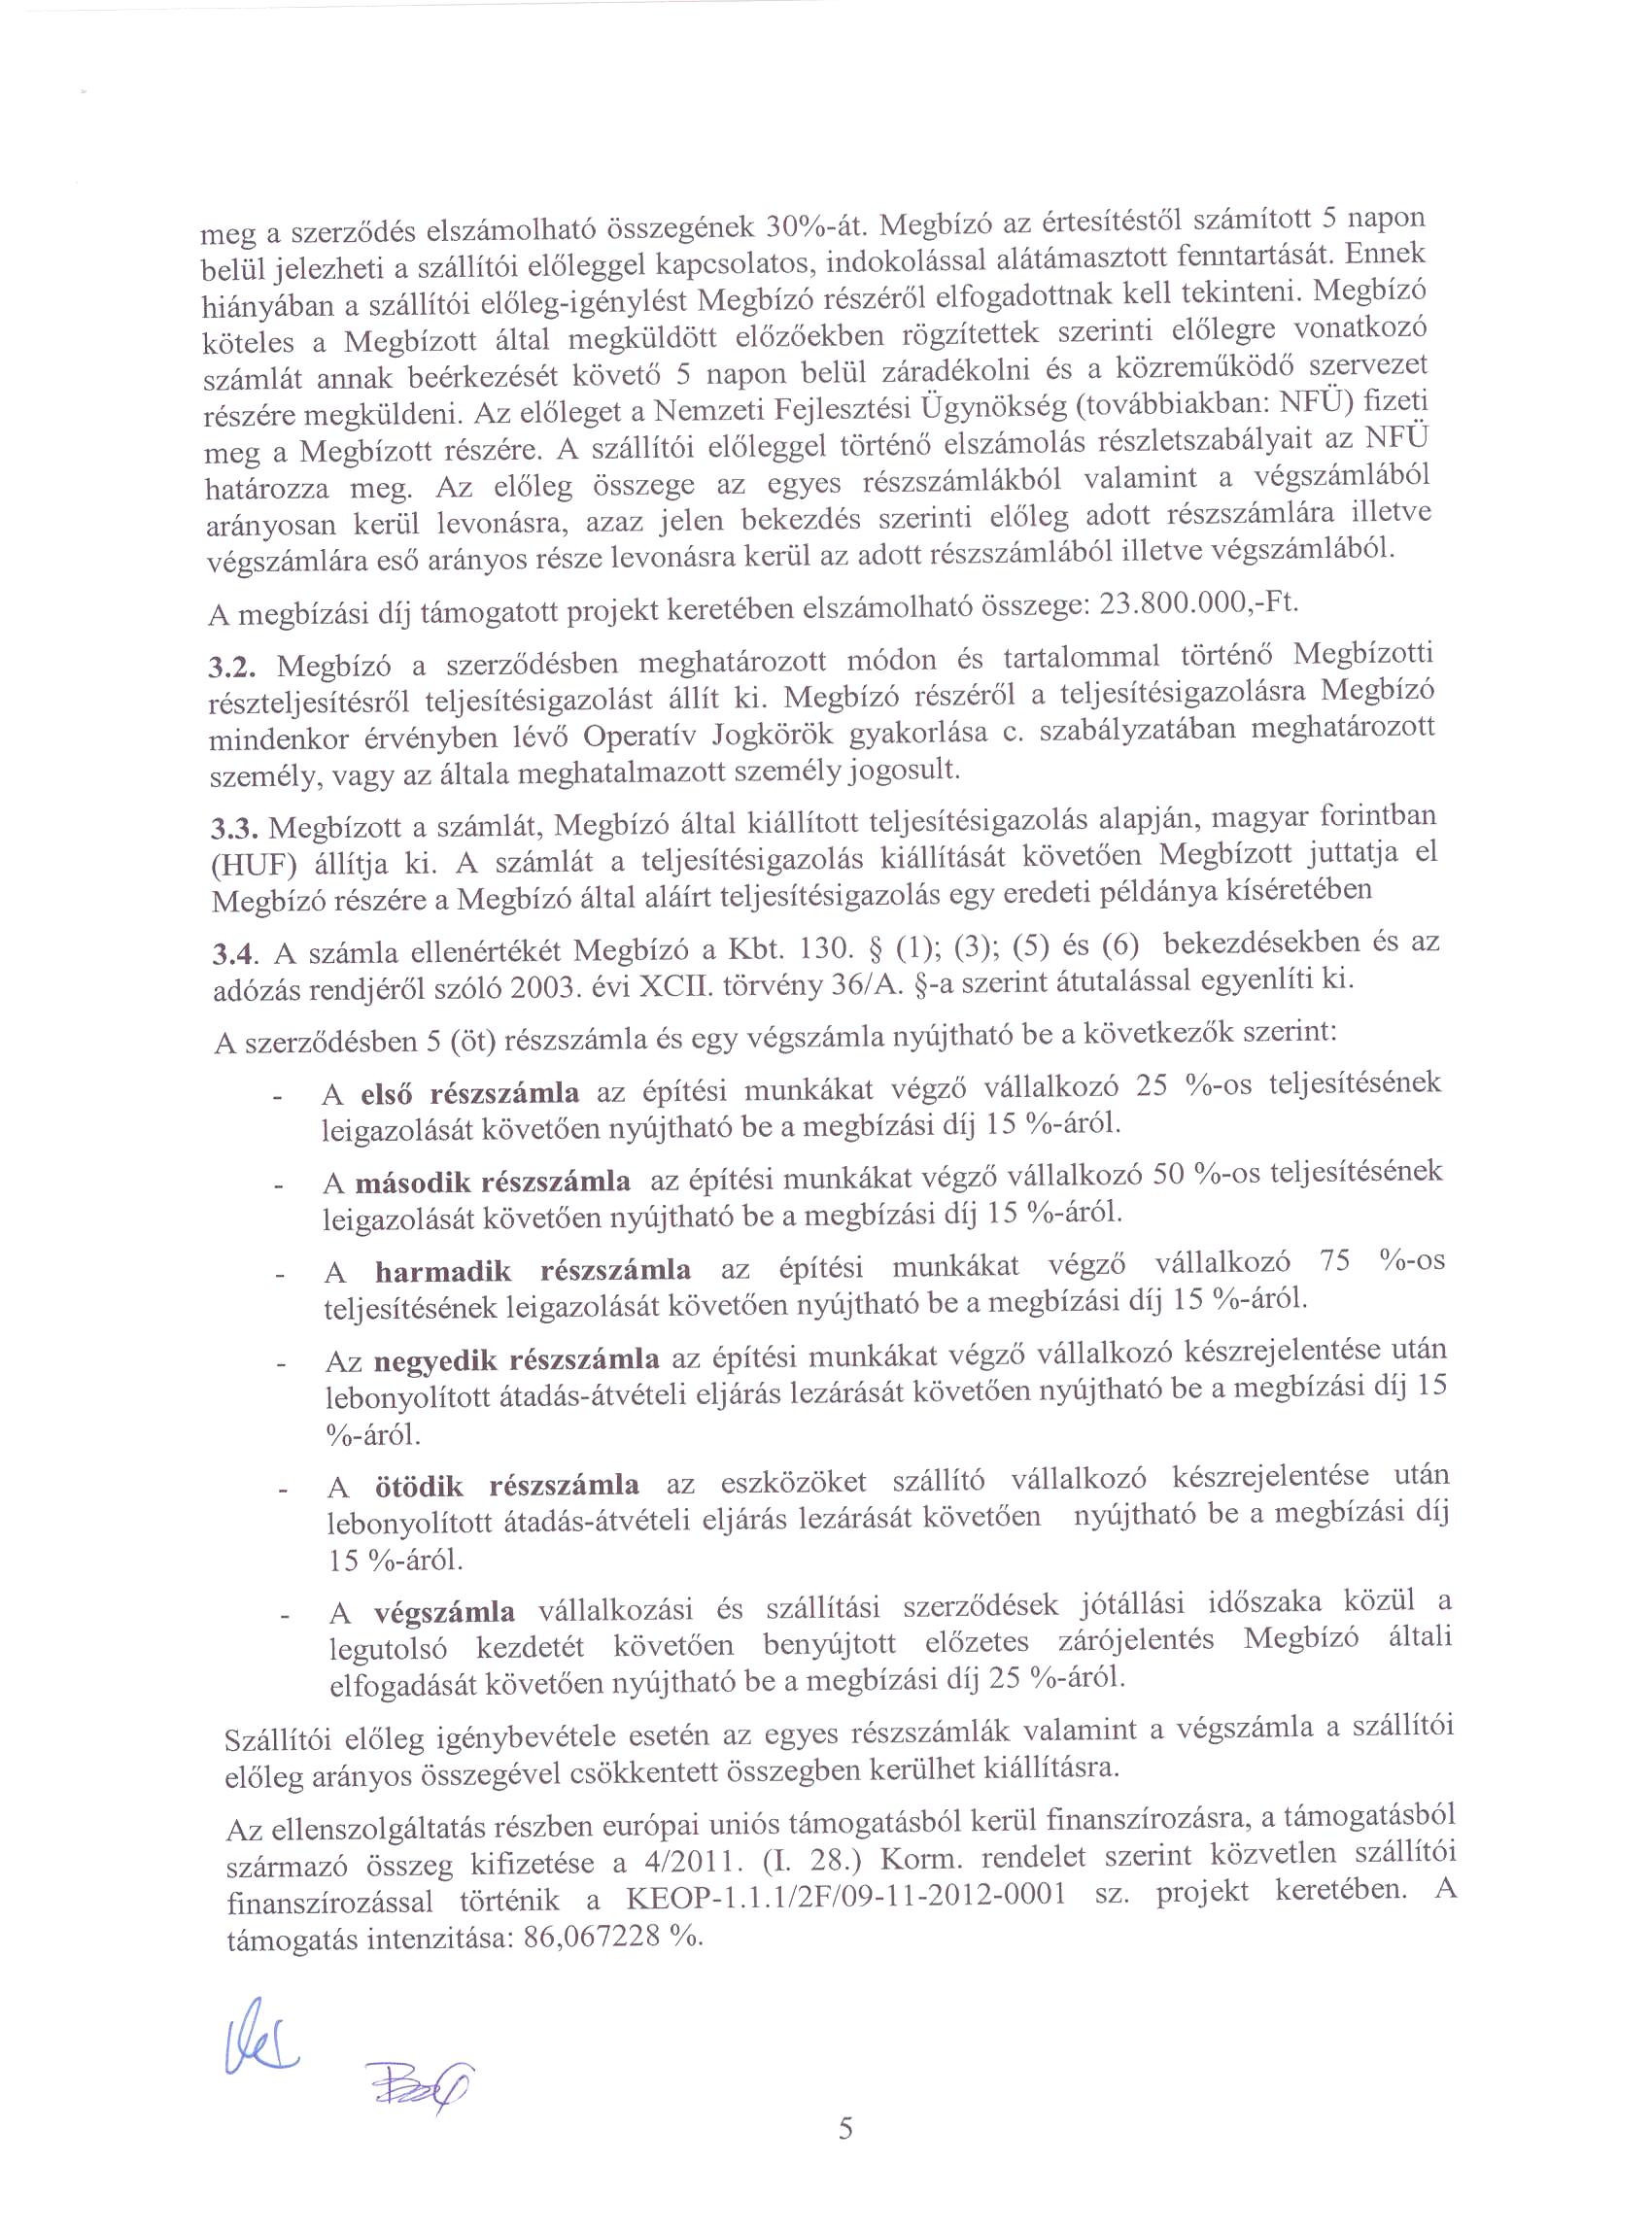 meg a szerződés elszámolható összegének 30%-át. Megbízó az értesítéstől számított 5 napon
belül jelezheti a szállítói előleggel kapcsolatos, indokolással alátámasztott fenntartását. Ennek
hiányában a szállítói előleg-igénylést Megbízó részéről elfogadottnak kell tekinteni. Megbízó
köteles a Megbízott által megküldött előzőekben rögzítettek szerinti előlegre vonatkozó
számlát annak beérkezését követő 5 napon belül záradékolni és a közreműködő szervezet
részére megküldeni. Az előleget a Nemzeti Fejlesztési Ügynökség (továbbiakban: NFÜ) fizeti
meg a Megbízott részére. A szállítói előleggel történő elszámolás részletszabályait az NFÜ
határozza meg. Az előleg összege az egyes részszámlákból valamint a végszámlából
arányosan kerül levonásra, azaz jelen bekezdés szerinti előleg adott részszámlára illetve
végszámlára eső arányos része levonásra kerül az adott részszámlából illetve végszámlából.
A megbízási díj támogatott projekt keretében elszámolható összege: 23.800.000,-Ft.
3.2. Megbízó a szerződésben meghatározott módon és tartalommal történő Megbízotti
részteljesítésről teljesítésigazolást állít ki. Megbízó részéről a teljesítésigazolásra Megbízó
mindenkor érvényben lévő Operatív Jogkörök gyakorlása c. szabályzatában meghatározott
személy, vagy az általa meghatalmazott személy jogosult.
3.3. Megbízott a számlát, Megbízó által kiállított teljesítésigazolás alapján, magyar forintban
(HUF) állítja ki. A számlát a teljesítésigazolás kiállítását követően Megbízott juttatja el
Megbízó részére a Megbízó által aláírt teljesítésigazolás egy eredeti példánya kíséretében
3.4. A számla ellenértékét Megbízó a Kbt. 130. § (1); (3); (5) és (6) bekezdésekben és az
adózás rendjéről szóló 2003. évi XCII. törvény 36/A. §-a szerint átutalással egyenlíti ki.
A szerződésben 5 (öt) részszámla és egy végszámla nyújtható be a következők szerint:
- A első részszámla az építési munkákat végző vállalkozó 25 %-os teljesítésének
leigazolását követően nyújtható be a megbízási díj 15 %-áról.
- A második részszámla az építési munkákat végző vállalkozó 50 %-os teljesítésének
leigazolását követően nyújtható be a megbízási díj 15 %-áról.
- A harmadik részszámla az építési munkákat végző vállalkozó 75 %-os
teljesítésének leigazolását követően nyújtható be a megbízási díj 15 %-áról.
- Az negyedik részszámla az építési munkákat végző vállalkozó készrejelentése után
lebonyolított átadás-átvételi eljárás lezárását követően nyújtható be a megbízási díj 15
%-áról.
- A ötödik részszámla az eszközöket szállító vállalkozó készrejelentése után
lebonyolított átadás-átvételi eljárás lezárását követően nyújtható be a megbízási díj
15 %-áról.
- A végszámla vállalkozási és szállítási szerződések jótállási időszaka közül a
legutolsó kezdetét követően benyújtott előzetes zárójelentés Megbízó általi
elfogadását követően nyújtható be a megbízási díj 25 %-áról.
Szállítói előleg igénybevétele esetén az egyes részszámlák valamint a végszámla a szállítói
előleg arányos összegével csökkentett összegben kerülhet kiállításra.
Az ellenszolgáltatás részben európai uniós támogatásból kerül finanszírozásra, a támogatásból
származó összeg kifizetése a 4/2011. (I. 28.) Korm. rendelet szerint közvetlen szállítói
finanszírozással történik a KEOP-1.1.1/2F/09-11-2012-0001 sz. projekt keretében. A
támogatás intenzitása: 86,067228 %.
5